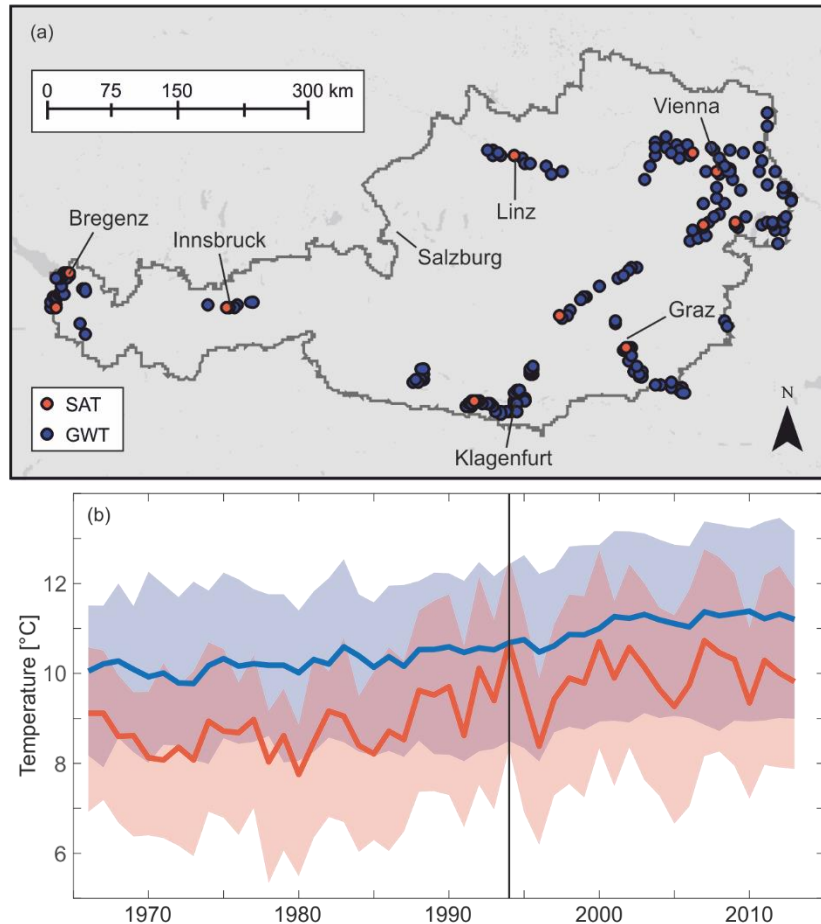 (a)
0 75 150 300 km
Vienna
Linz
Bregenz
Innsbruck
Salzburg
Graz
SAT
GWT
N
Klagenfurt
(b)
Temperature [°C]
12
10
8
6
1970 1980 1990 2000 2010